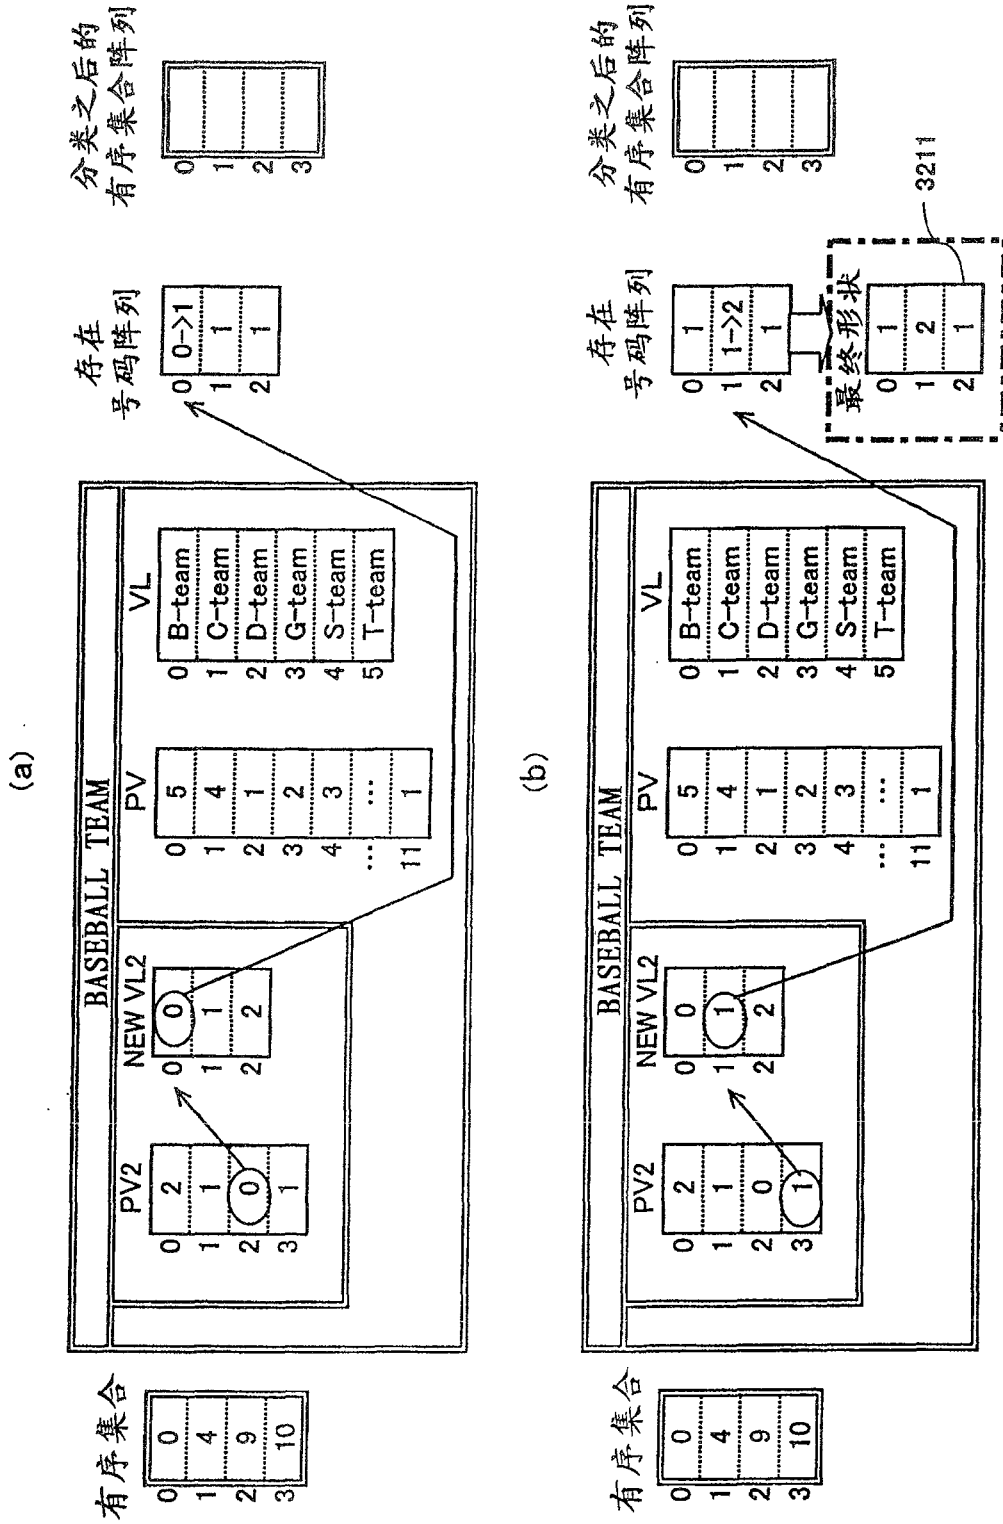 (a)
有序集合
0 0
1 4
2 9
3 10
BASEBALL TEAM
PV2
0 2
1 1
2 0
3 1
NEW VL2
0 0
1 1
2 2
PV
0 5
1 4
2 1
3 2
4 3
… …
11 1
VL
0 B-team
1 C-team
2 D-team
3 G-team
4 S-team
5 T-team
存在
号码阵列
0 0->1
1 1
2 1
分类之后的
有序集合阵列
0
1
2
3
(b)
有序集合
0 0
1 4
2 9
3 10
BASEBALL TEAM
PV2
0 2
1 1
2 0
3 1
NEW VL2
0 0
1 1
2 2
PV
0 5
1 4
2 1
3 2
4 3
… …
11 1
VL
0 B-team
1 C-team
2 D-team
3 G-team
4 S-team
5 T-team
存在
号码阵列
0 1
1 1->2
2 1
最终形状
0 1
1 2
2 1
3211
分类之后的
有序集合阵列
0
1
2
3